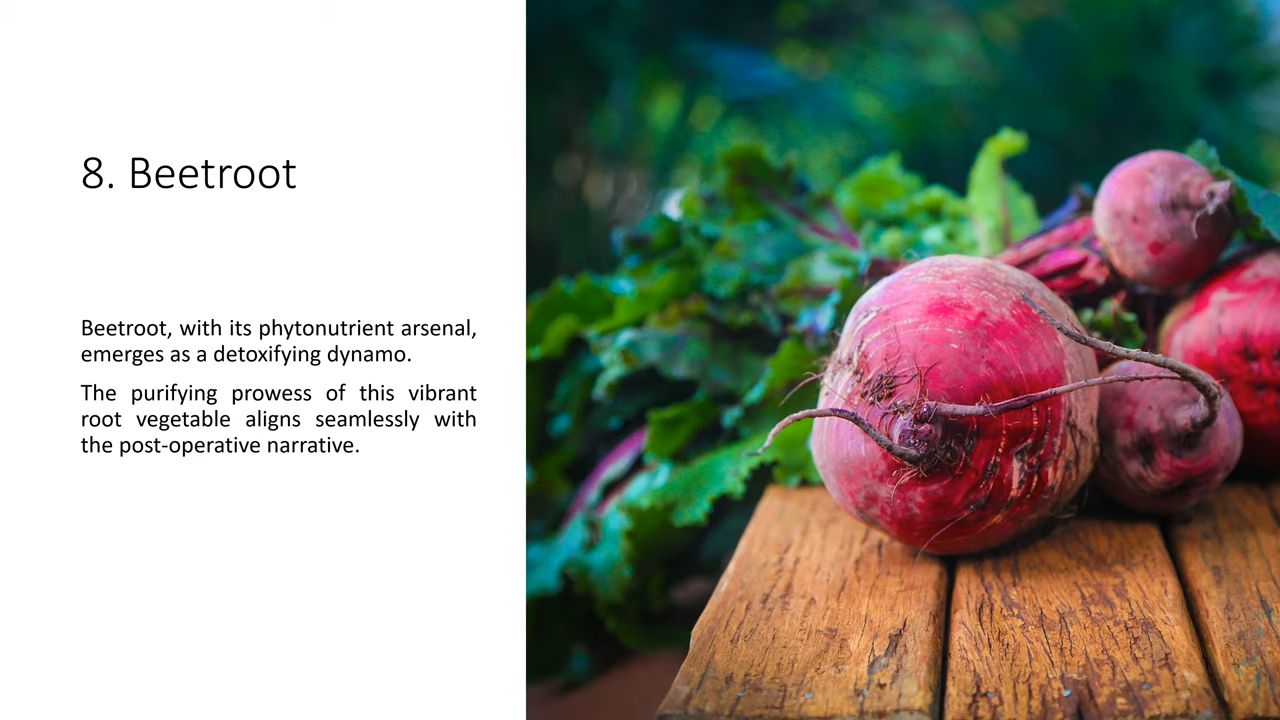 8. Beetroot
Beetroot, with its phytonutrient arsenal,
emerges as a detoxifying dynamo.
The purifying prowess of this vibrant
root vegetable aligns seamlessly with
the post-operative narrative.